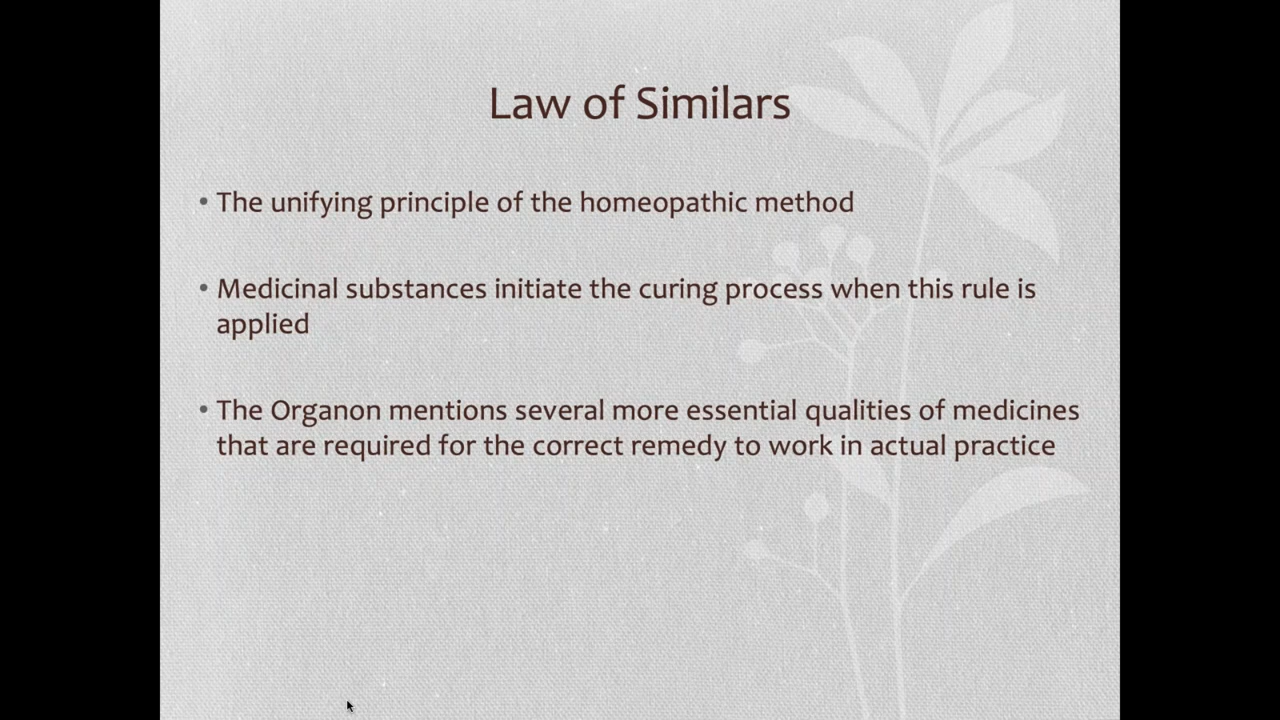 Law of Similars
• The unifying principle of the homeopathic method
• Medicinal substances initiate the curing process when this rule is
applied
• The Organon mentions several more essential qualities of medicines
that are required for the correct remedy to work in actual practice